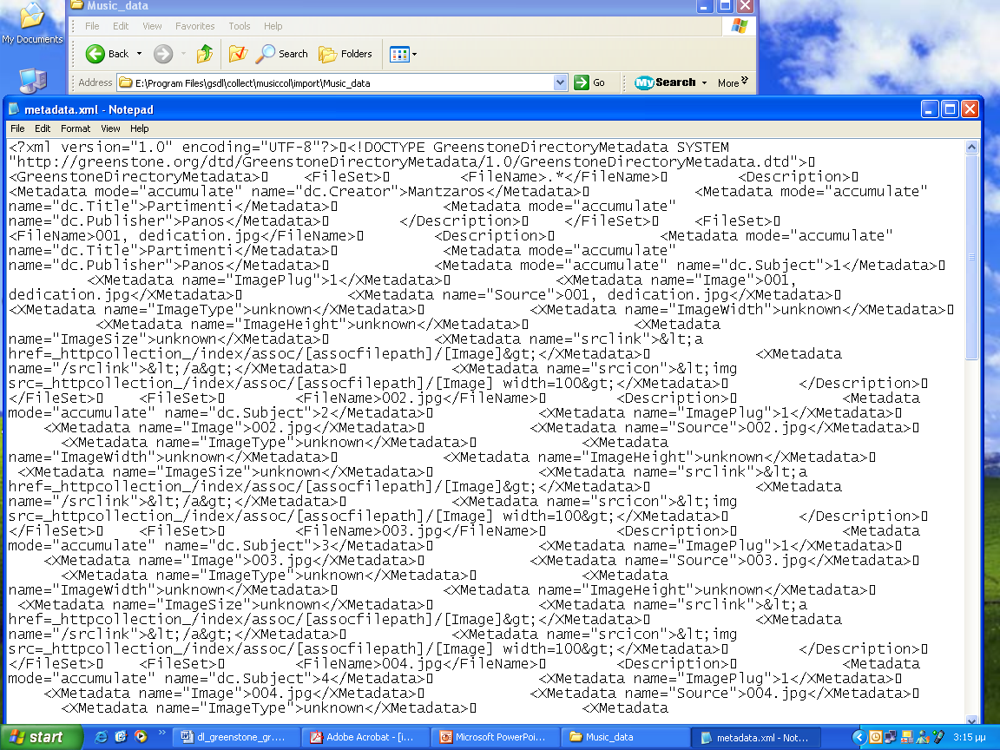 My Documents
Music_data
File Edit View Favorites Tools Help
Back Search Folders
Address E:\Program Files\gsdl\collect\musiccol\import\Music_data Go My Search More
metadata.xml - Notepad
File Edit Format View Help
<?xml version="1.0" encoding="UTF-8"?>▯<!DOCTYPE GreenstoneDirectoryMetadata SYSTEM
"http://greenstone.org/dtd/GreenstoneDirectoryMetadata/1.0/GreenstoneDirectoryMetadata.dtd">▯
<GreenstoneDirectoryMetadata>▯ <FileSet>▯ <FileName>.*</FileName>▯ <Description>▯
<Metadata mode="accumulate" name="dc.Creator">Mantzaros</Metadata>▯ <Metadata mode="accumulate"
name="dc.Title">Partimenti</Metadata>▯ <Metadata mode="accumulate"
name="dc.Publisher">Panos</Metadata>▯ </Description>▯ </FileSet>▯ <FileSet>▯
<FileName>001, dedication.jpg</FileName>▯ <Description>▯ <Metadata mode="accumulate"
name="dc.Title">Partimenti</Metadata>▯ <Metadata mode="accumulate"
name="dc.Publisher">Panos</Metadata>▯ <Metadata mode="accumulate" name="dc.Subject">1</Metadata>▯
<XMetadata name="ImagePlug">1</XMetadata>▯ <XMetadata name="Image">001,
dedication.jpg</XMetadata>▯ <XMetadata name="Source">001, dedication.jpg</XMetadata>▯
<XMetadata name="ImageType">unknown</XMetadata>▯ <XMetadata name="ImageWidth">unknown</XMetadata>▯
<XMetadata name="ImageHeight">unknown</XMetadata>▯ <XMetadata
name="ImageSize">unknown</XMetadata>▯ <XMetadata name="srclink">&lt;a
href=_httpcollection_/index/assoc/[assocfilepath]/[Image]&gt;</XMetadata>▯ <XMetadata
name="/srclink">&lt;/a&gt;</XMetadata>▯ <XMetadata name="srcicon">&lt;img
src=_httpcollection_/index/assoc/[assocfilepath]/[Image] width=100&gt;</XMetadata>▯ </Description>▯
</FileSet>▯ <FileSet>▯ <FileName>002.jpg</FileName>▯ <Description>▯ <Metadata
mode="accumulate" name="dc.Subject">2</Metadata>▯ <XMetadata name="ImagePlug">1</XMetadata>▯
<XMetadata name="Image">002.jpg</XMetadata>▯ <XMetadata name="Source">002.jpg</XMetadata>▯
<XMetadata name="ImageType">unknown</XMetadata>▯ <XMetadata
name="ImageWidth">unknown</XMetadata>▯ <XMetadata name="ImageHeight">unknown</XMetadata>▯
<XMetadata name="ImageSize">unknown</XMetadata>▯ <XMetadata name="srclink">&lt;a
href=_httpcollection_/index/assoc/[assocfilepath]/[Image]&gt;</XMetadata>▯ <XMetadata
name="/srclink">&lt;/a&gt;</XMetadata>▯ <XMetadata name="srcicon">&lt;img
src=_httpcollection_/index/assoc/[assocfilepath]/[Image] width=100&gt;</XMetadata>▯ </Description>▯
</FileSet>▯ <FileSet>▯ <FileName>003.jpg</FileName>▯ <Description>▯ <Metadata
mode="accumulate" name="dc.Subject">3</Metadata>▯ <XMetadata name="ImagePlug">1</XMetadata>▯
<XMetadata name="Image">003.jpg</XMetadata>▯ <XMetadata name="Source">003.jpg</XMetadata>▯
<XMetadata name="ImageType">unknown</XMetadata>▯ <XMetadata
name="ImageWidth">unknown</XMetadata>▯ <XMetadata name="ImageHeight">unknown</XMetadata>▯
<XMetadata name="ImageSize">unknown</XMetadata>▯ <XMetadata name="srclink">&lt;a
href=_httpcollection_/index/assoc/[assocfilepath]/[Image]&gt;</XMetadata>▯ <XMetadata
name="/srclink">&lt;/a&gt;</XMetadata>▯ <XMetadata name="srcicon">&lt;img
src=_httpcollection_/index/assoc/[assocfilepath]/[Image] width=100&gt;</XMetadata>▯ </Description>▯
</FileSet>▯ <FileSet>▯ <FileName>004.jpg</FileName>▯ <Description>▯ <Metadata
mode="accumulate" name="dc.Subject">4</Metadata>▯ <XMetadata name="ImagePlug">1</XMetadata>▯
<XMetadata name="Image">004.jpg</XMetadata>▯ <XMetadata name="Source">004.jpg</XMetadata>▯
<XMetadata name="ImageType">unknown</XMetadata>▯ <XMetadata
start dl_greenstone_gr.... Adobe Acrobat - [i... Microsoft PowerPoi... Music_data metadata.xml - Not... 3:15 μμ